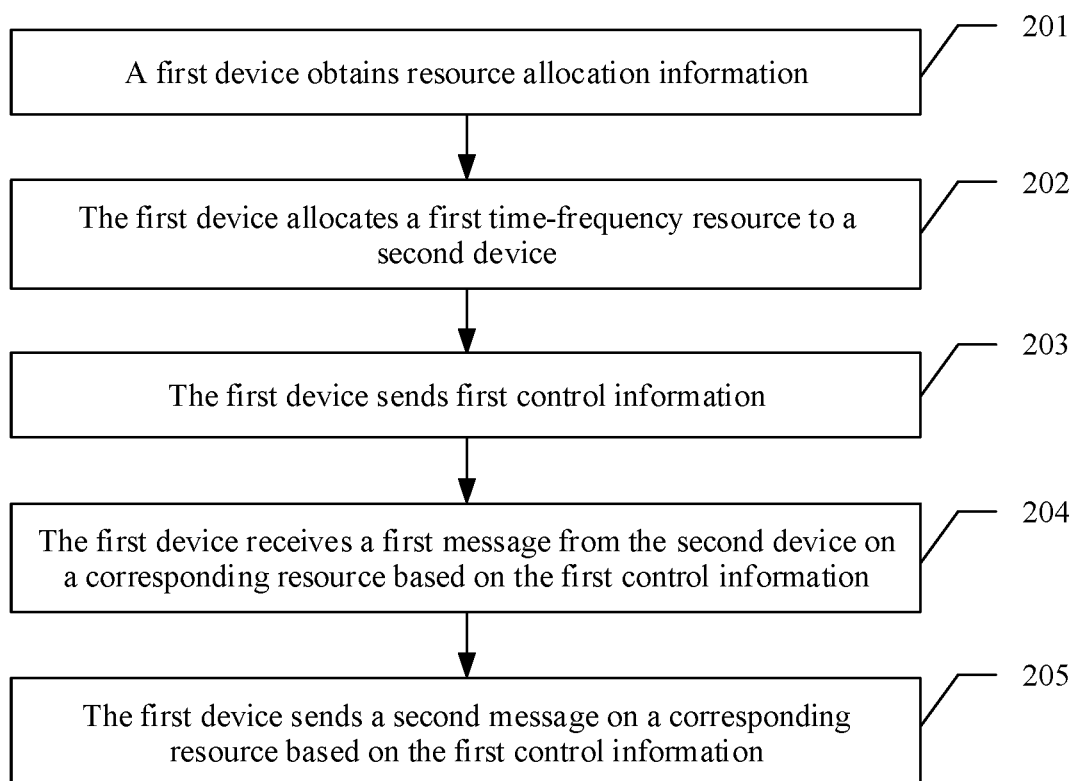 201
A first device obtains resource allocation information
202
The first device allocates a first time-frequency resource to a
second device
203
The first device sends first control information
204
The first device receives a first message from the second device on
a corresponding resource based on the first control information
205
The first device sends a second message on a corresponding
resource based on the first control information